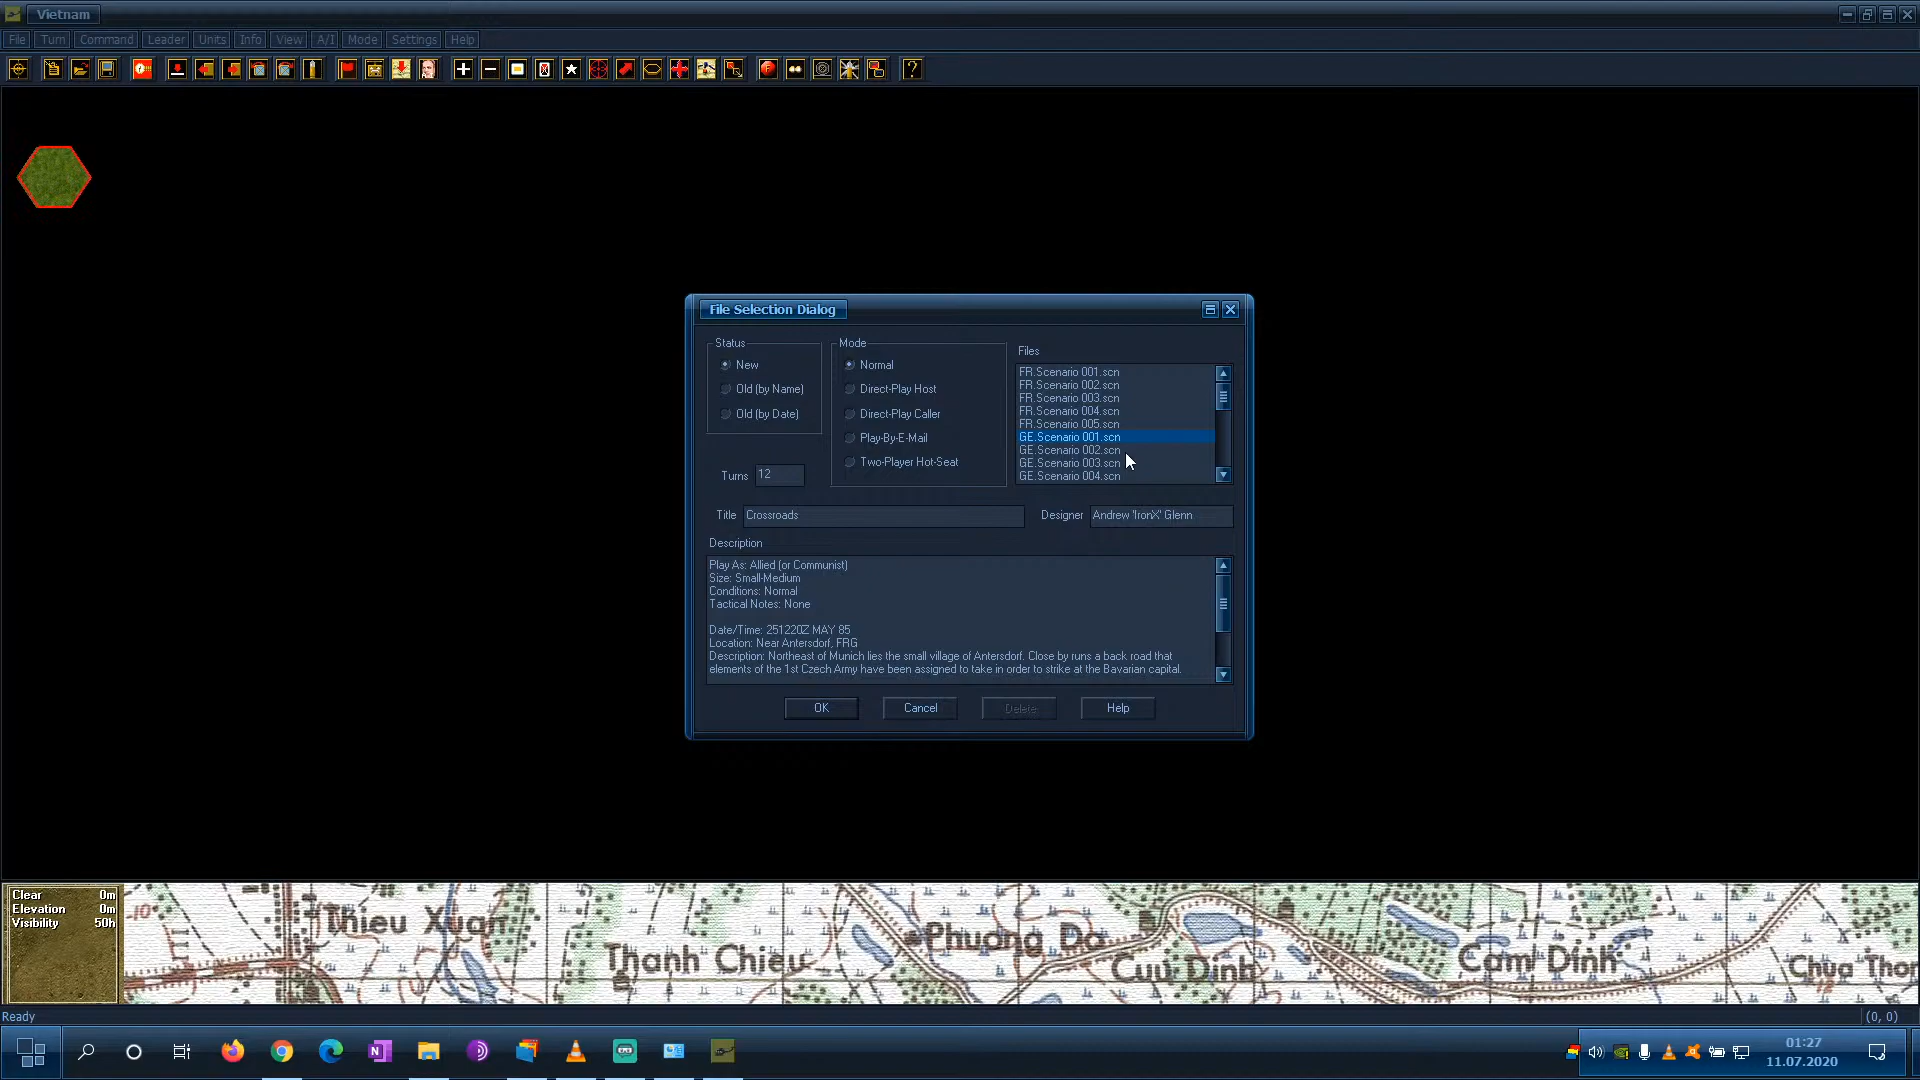 Vietnam
File Turn Command Leader Units Info View A/I Mode Settings Help
File Selection Dialog
Status
New
Old (by Name)
Old (by Date)
Turns 12
Mode
Normal
Direct-Play Host
Direct-Play Caller
Play-By-E-Mail
Two-Player Hot-Seat
Files
FR.Scenario 001.scn
FR.Scenario 002.scn
FR.Scenario 003.scn
FR.Scenario 004.scn
FR.Scenario 005.scn
GE.Scenario 001.scn
GE.Scenario 002.scn
GE.Scenario 003.scn
GE.Scenario 004.scn
Title Crossroads
Designer Andrew 'IronX' Glenn
Description
Play As: Allied (or Communist)
Size: Small-Medium
Conditions: Normal
Tactical Notes: None
Date/Time: 251220Z MAY 85
Location: Near Antersdorf, FRG
Description: Northeast of Munich lies the small village of Antersdorf. Close by runs a back road that
elements of the 1st Czech Army have been assigned to take in order to strike at the Bavarian capital.
OK Cancel Delete Help
Clear 0m
Elevation 0m
Visibility 50h
Thieu Xuan
Thanh Chieu
Phuong Da
Cuu Dinh
Cam Dinh
Chua Thon
Ready
(0, 0)
01:27
11.07.2020